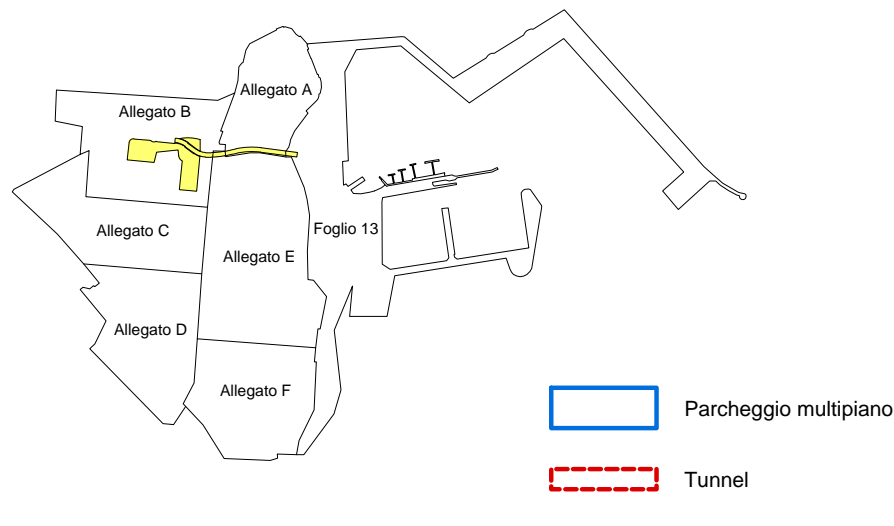 Allegato A
Allegato B
Allegato C
Foglio 13
Allegato E
Allegato D
Allegato F
Parcheggio multipiano
Tunnel